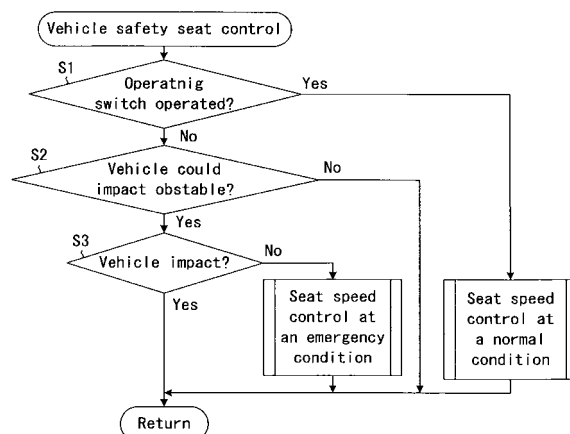 Vehicle safety seat control
S1
Operatnig
switch operated?
Yes
No
S2
Vehicle could
impact obstable?
No
Yes
S3
Vehicle impact?
No
Yes
Seat speed
control at
an emergency
condition
Seat speed
control at
a normal
condition
Return